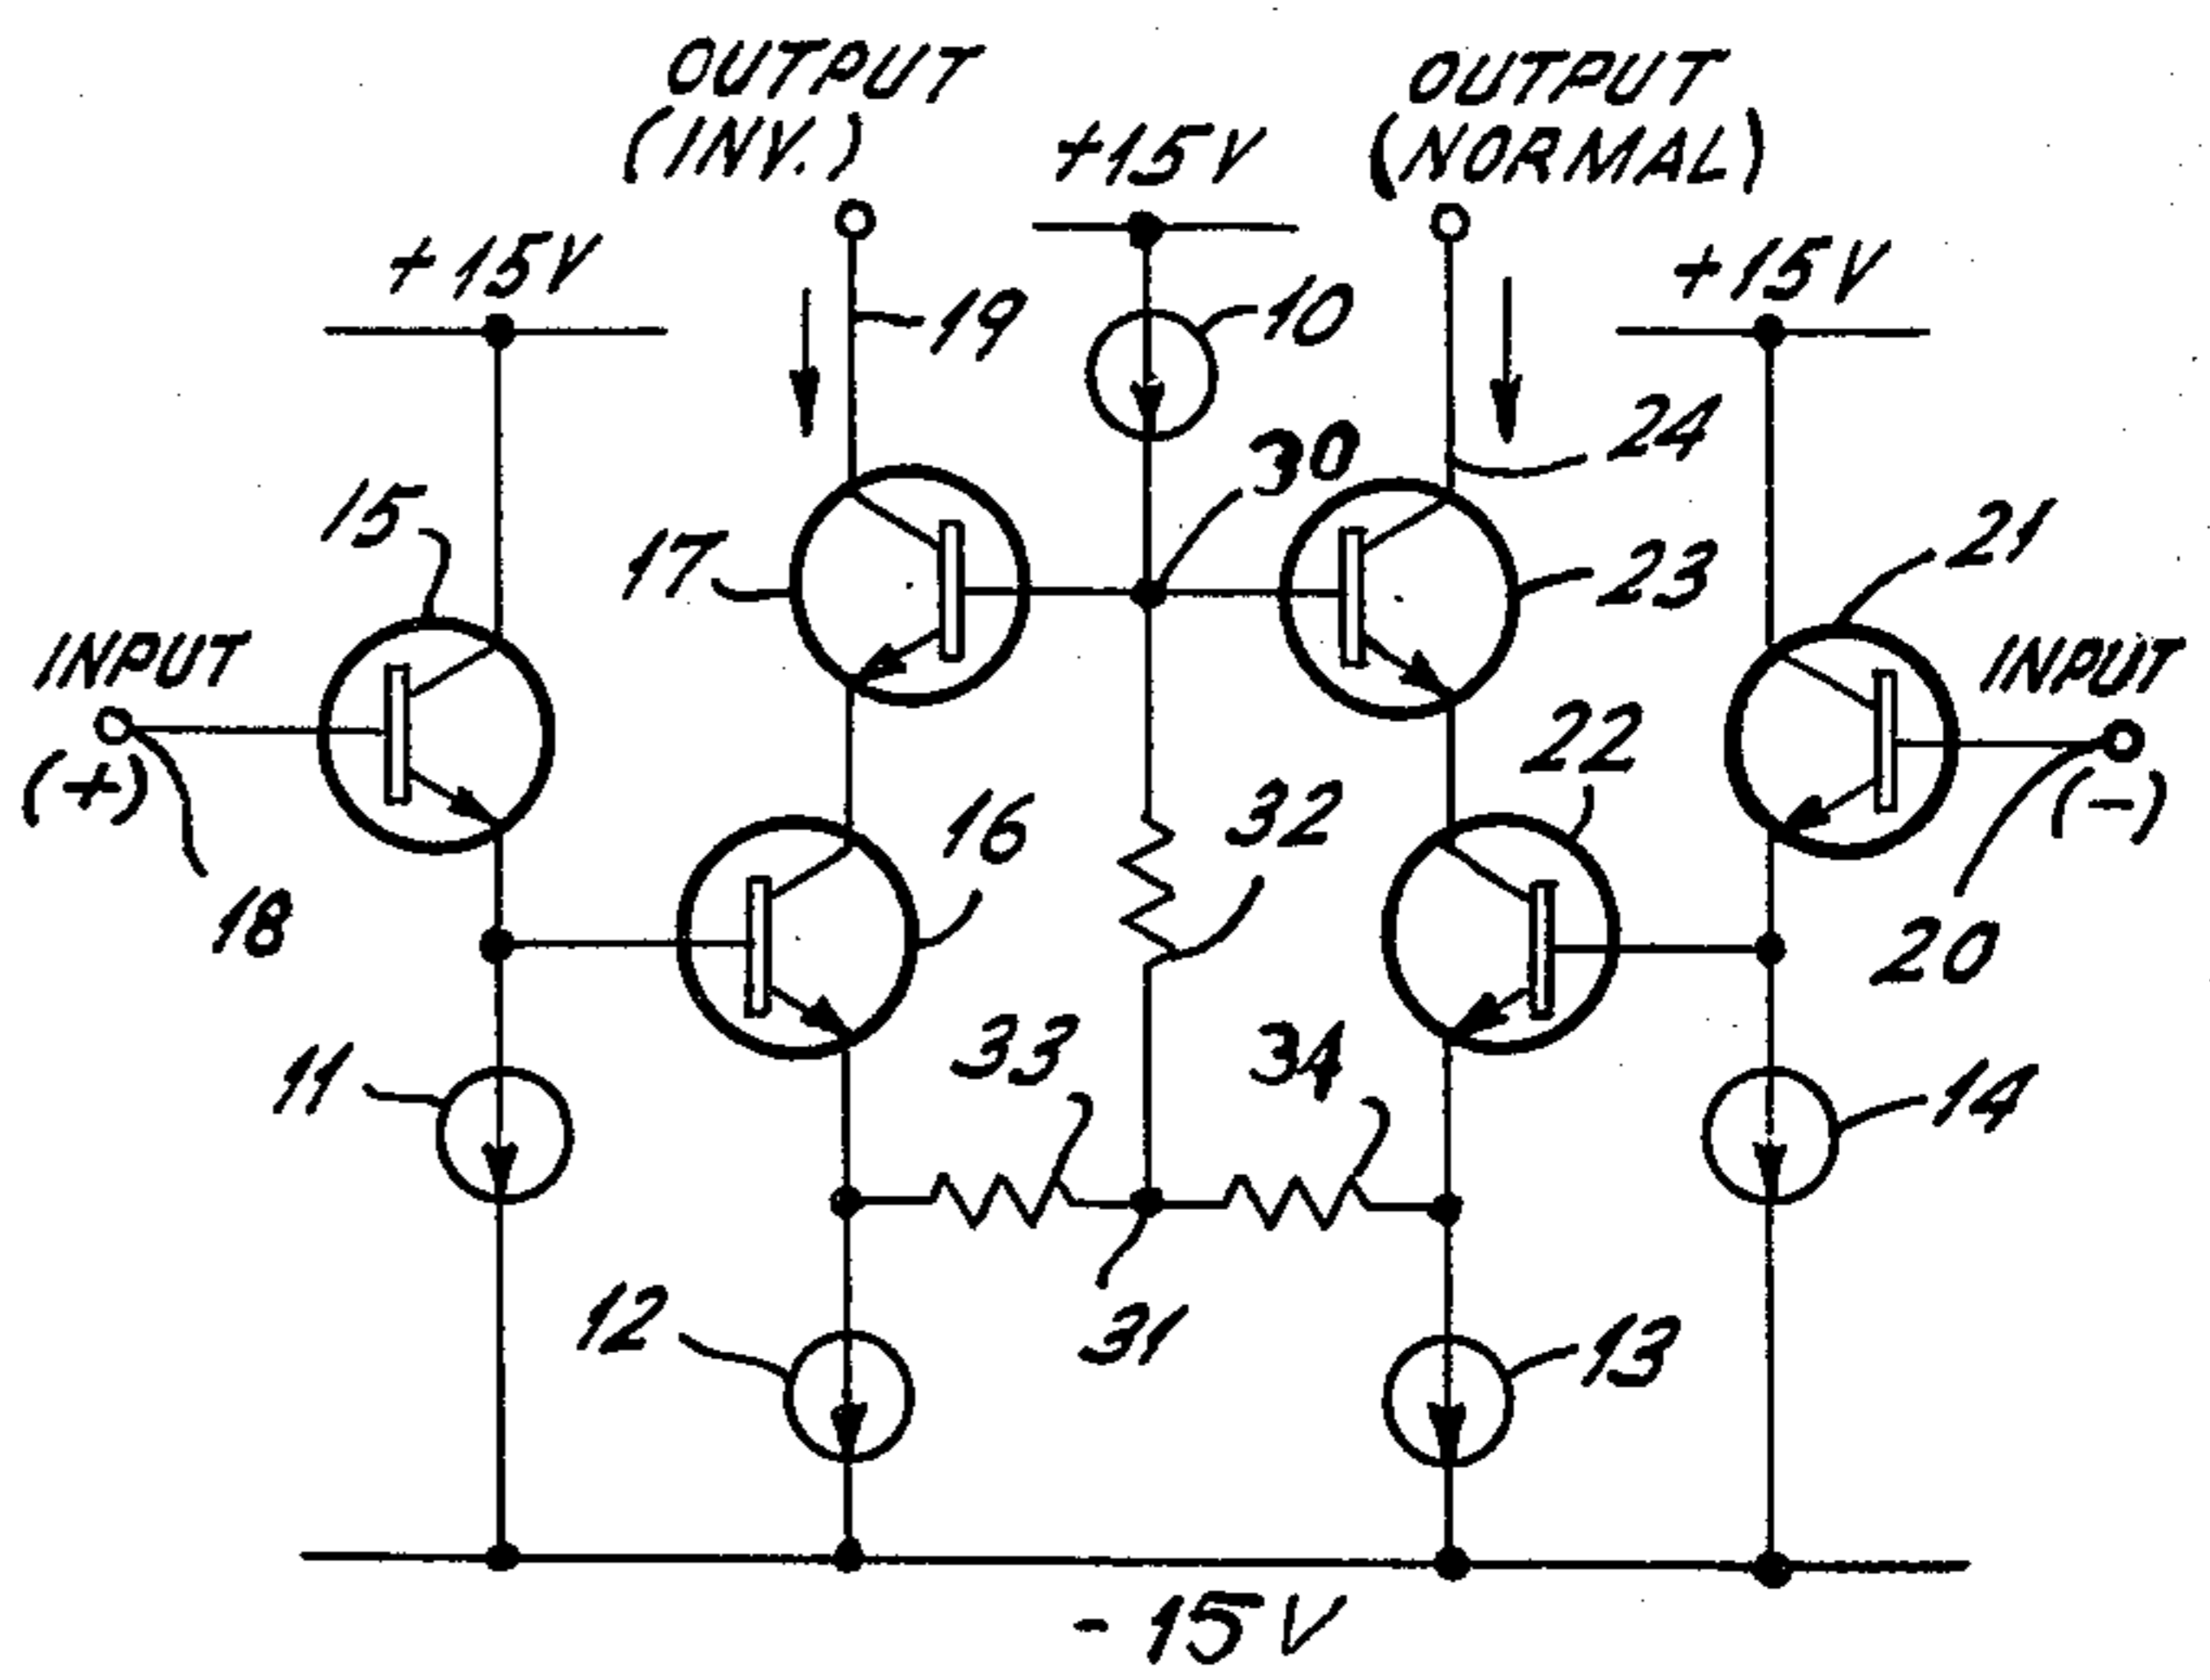 OUTPUT
(INV.)
OUTPUT
(NORMAL)
+15V
+15V
+15V
19
10
24
30
15
17
23
21
INPUT
(+)
INPUT
(-)
18
16
32
22
20
11
33
34
14
12
31
13
-15V